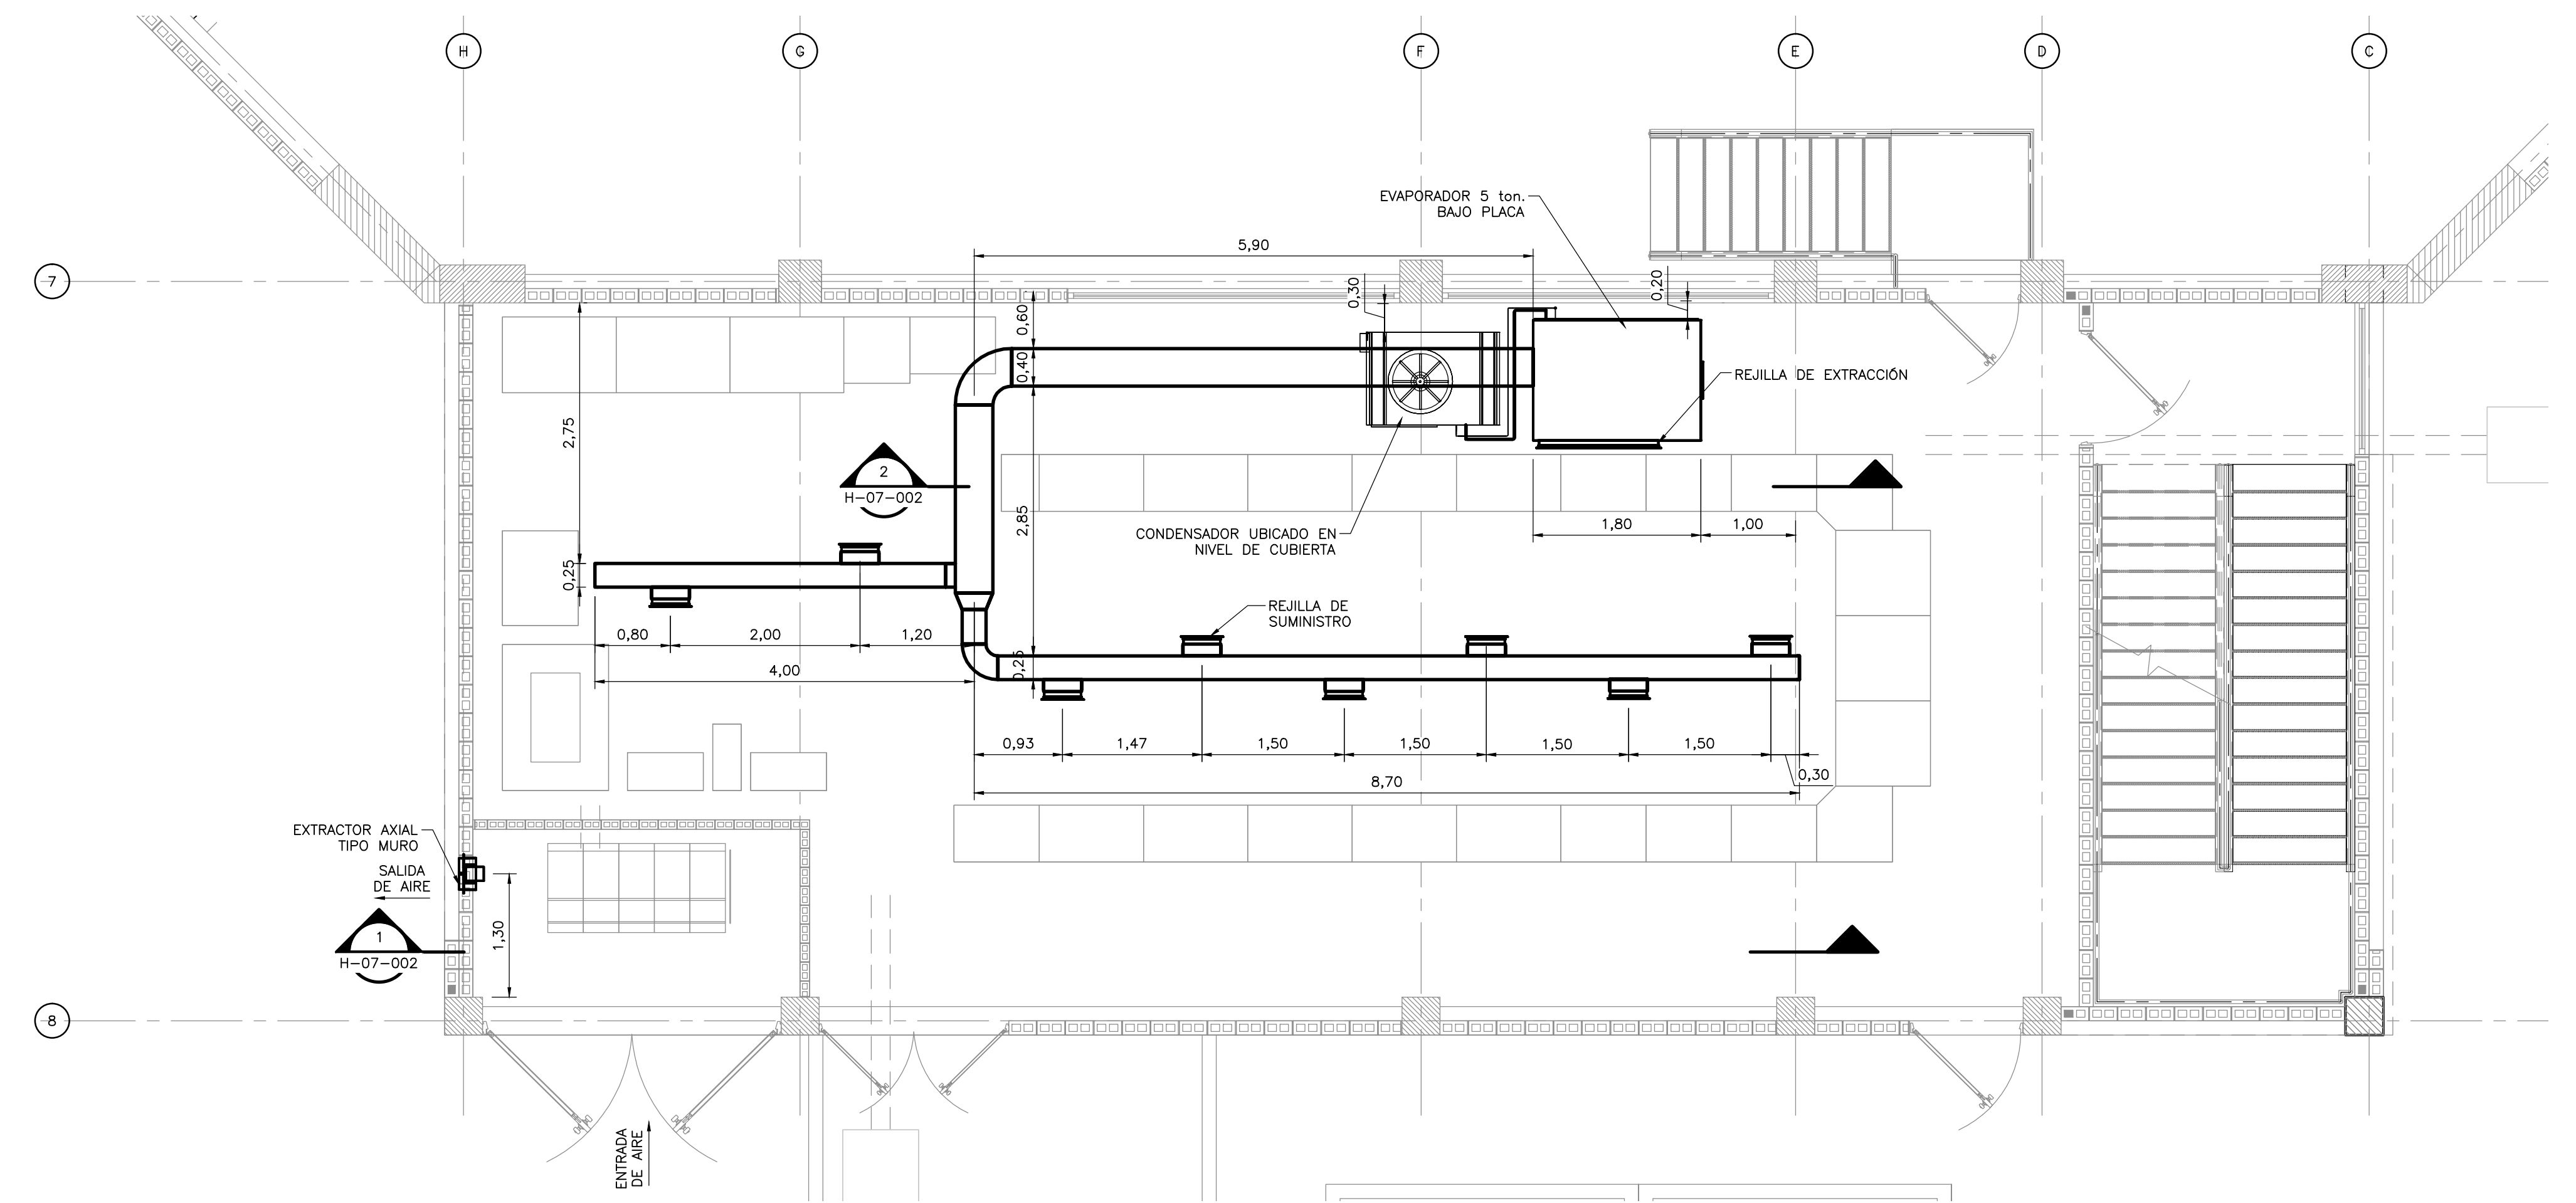 H
G
F
E
D
C
EVAPORADOR 5 ton.
BAJO PLACA
5,90
7
0,30
0,20
0,60
0,40
REJILLA DE EXTRACCIÓN
2,75
2
H-07-002
2,85
1,80
1,00
CONDENSADOR UBICADO EN
NIVEL DE CUBIERTA
0,25
REJILLA DE
SUMINISTRO
0,80
2,00
1,20
0,25
4,00
0,93
1,47
1,50
1,50
1,50
1,50
0,30
8,70
EXTRACTOR AXIAL
TIPO MURO
SALIDA
DE AIRE
1,30
1
H-07-002
8
ENTRADA
DE AIRE